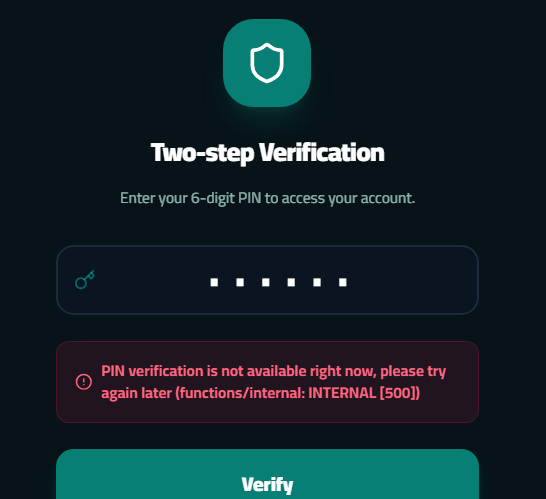 Two-step Verification
Enter your 6-digit PIN to access your account.
PIN verification is not available right now, please try
again later (functions/internal: INTERNAL [500])
Verify